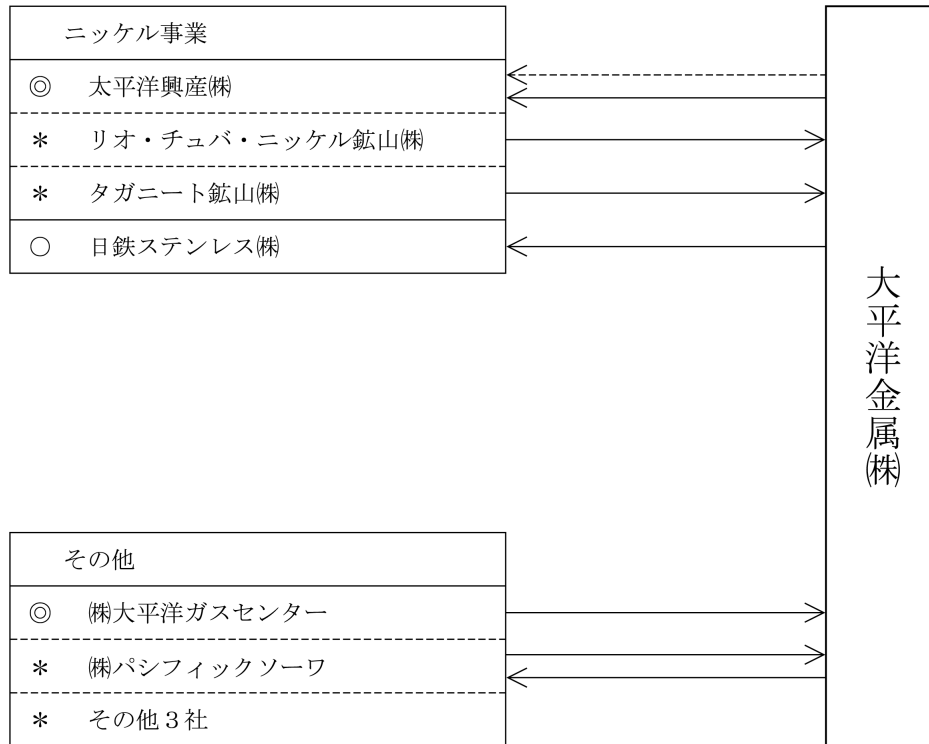 ニッケル事業
◎ 太平洋興産㈱
＊ リオ・チュバ・ニッケル鉱山㈱
＊ タガニート鉱山㈱
○ 日鉄ステンレス㈱
大平洋金属㈱
その他
◎ ㈱大平洋ガスセンター
＊ ㈱パシフィックソーワ
＊ その他３社